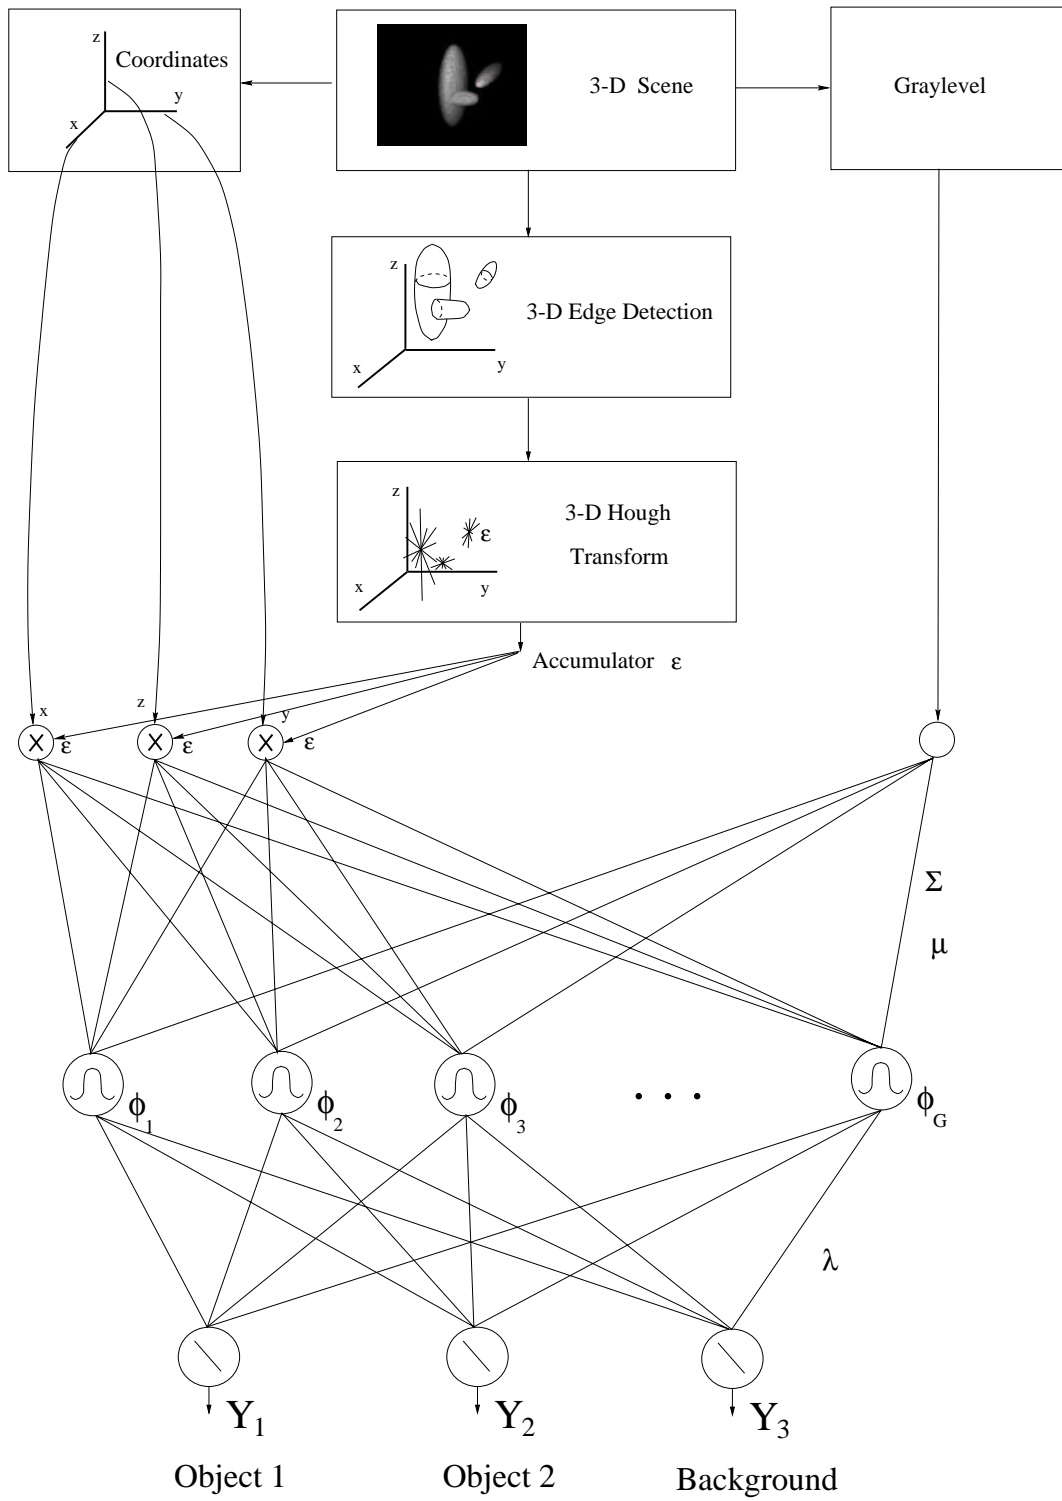 z
Coordinates
y
x
3-D Scene
Graylevel
z
3-D Edge Detection
x
y
z
3-D Hough
ε
Transform
x
y
Accumulator ε
x
z
y
X
ε
X
ε
X
ε
Σ
μ
ϕ1
ϕ2
ϕ3
. . .
ϕG
λ
Y1
Y2
Y3
Object 1
Object 2
Background